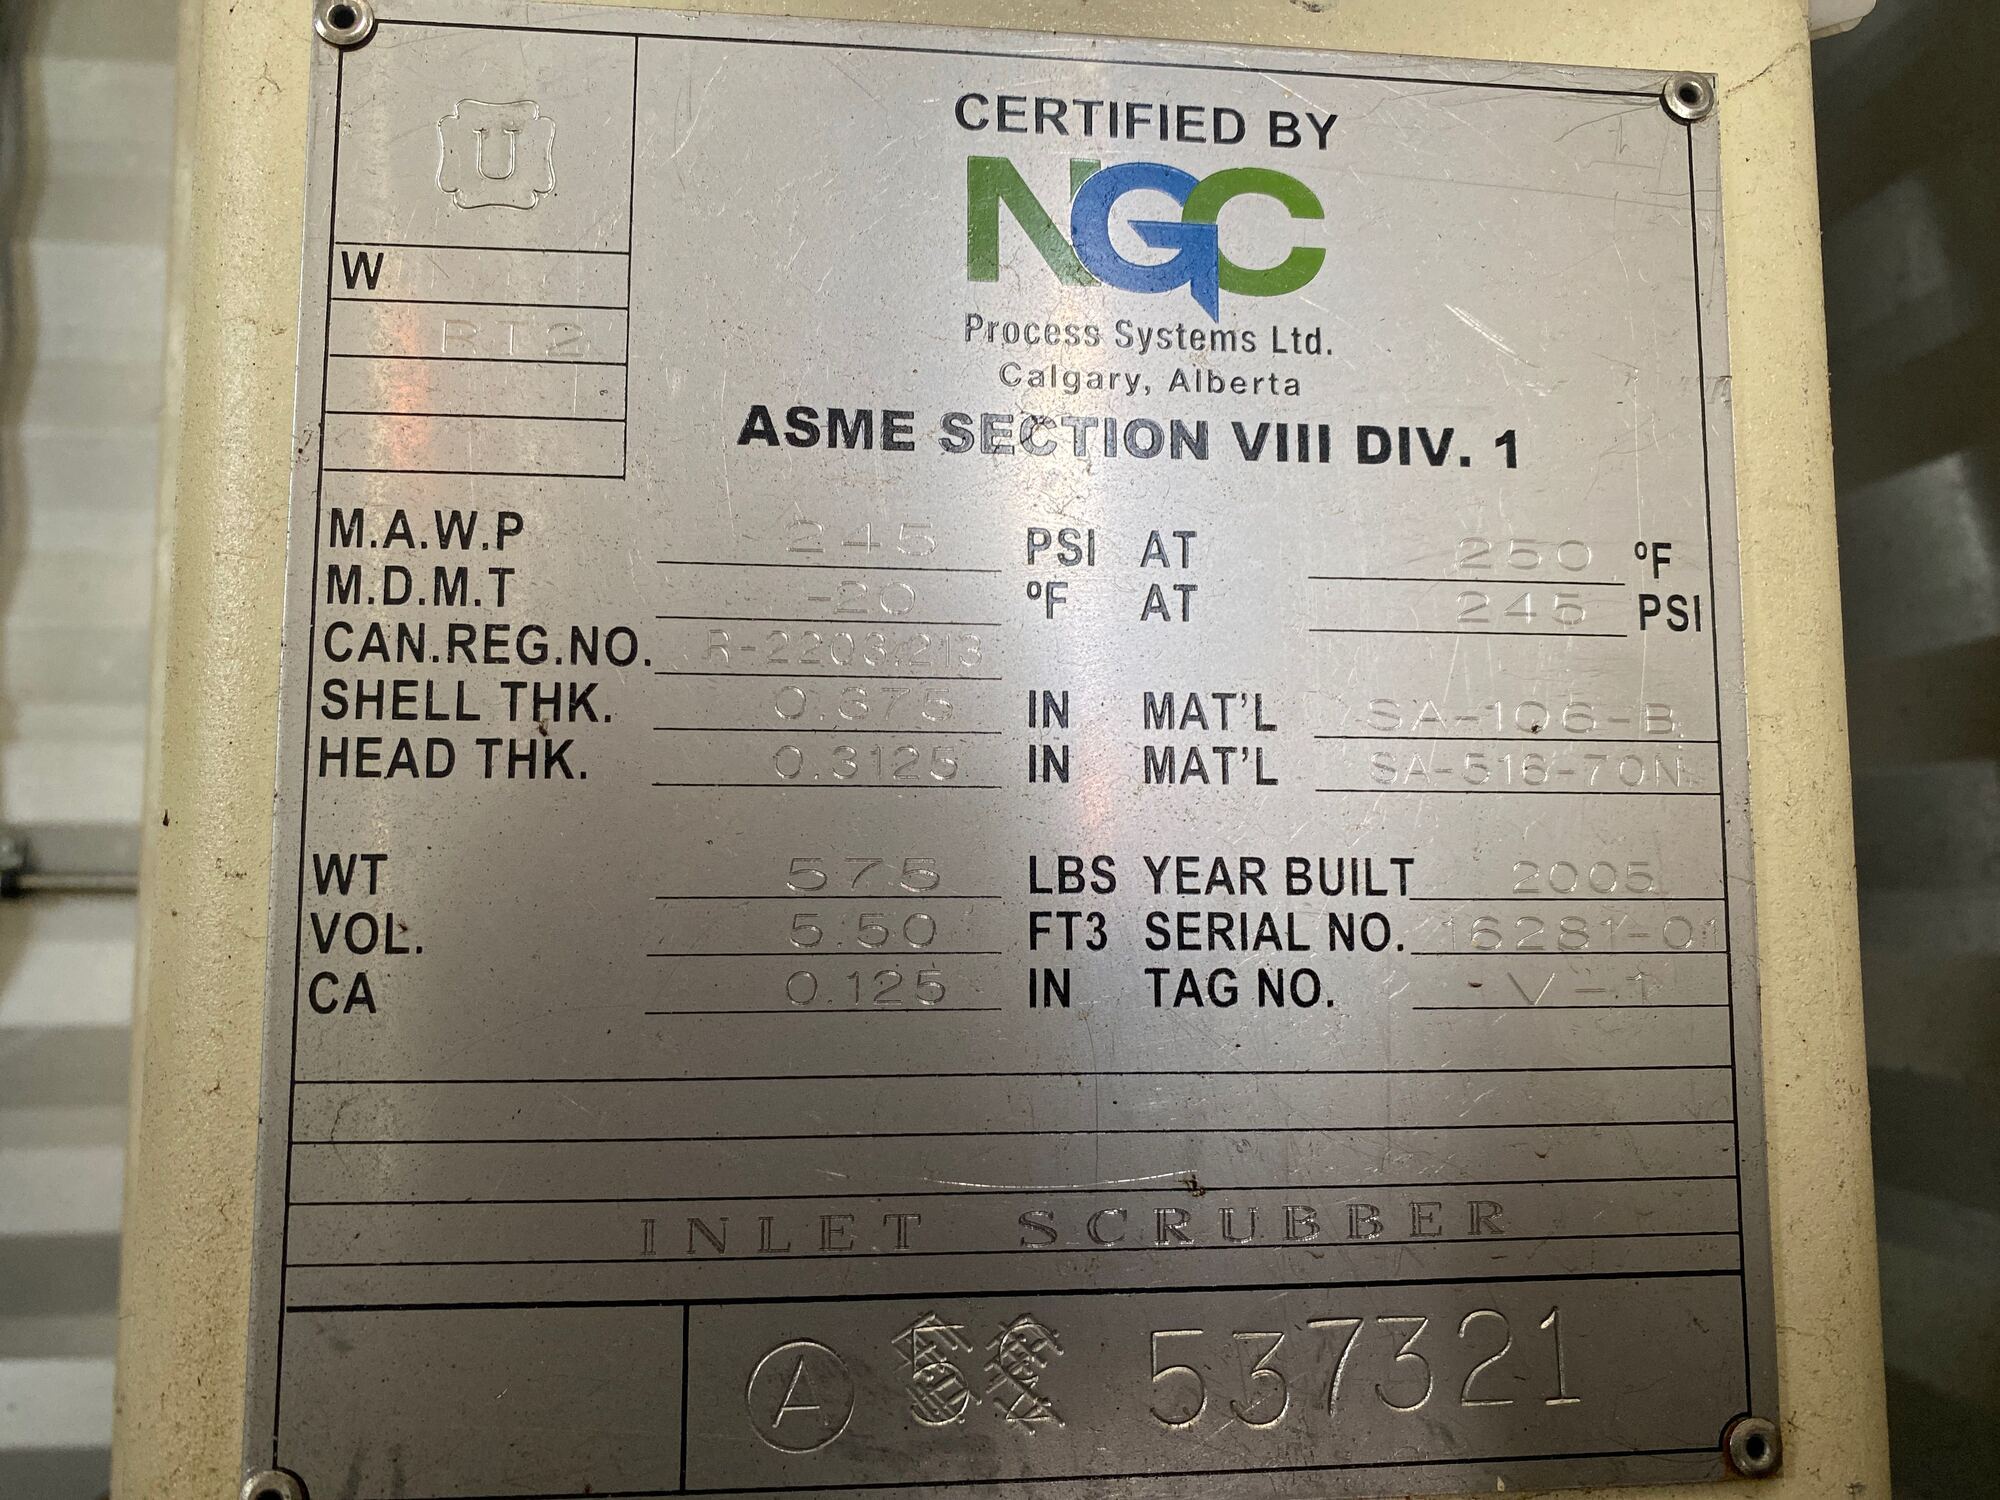 U
CERTIFIED BY
NGC
Process Systems Ltd.
Calgary, Alberta
ASME SECTION VIII DIV. 1
W
RT2
M.A.W.P 245 PSI AT 250 ºF
M.D.M.T -20 ºF AT 245 PSI
CAN.REG.NO. R-2203.213
SHELL THK. 0.375 IN MAT'L SA-106-B
HEAD THK. 0.3125 IN MAT'L SA-516-70N
WT 575 LBS YEAR BUILT 2005
VOL. 5.50 FT3 SERIAL NO. 16281-01
CA 0.125 IN TAG NO. V-1
INLET SCRUBBER
A 537321